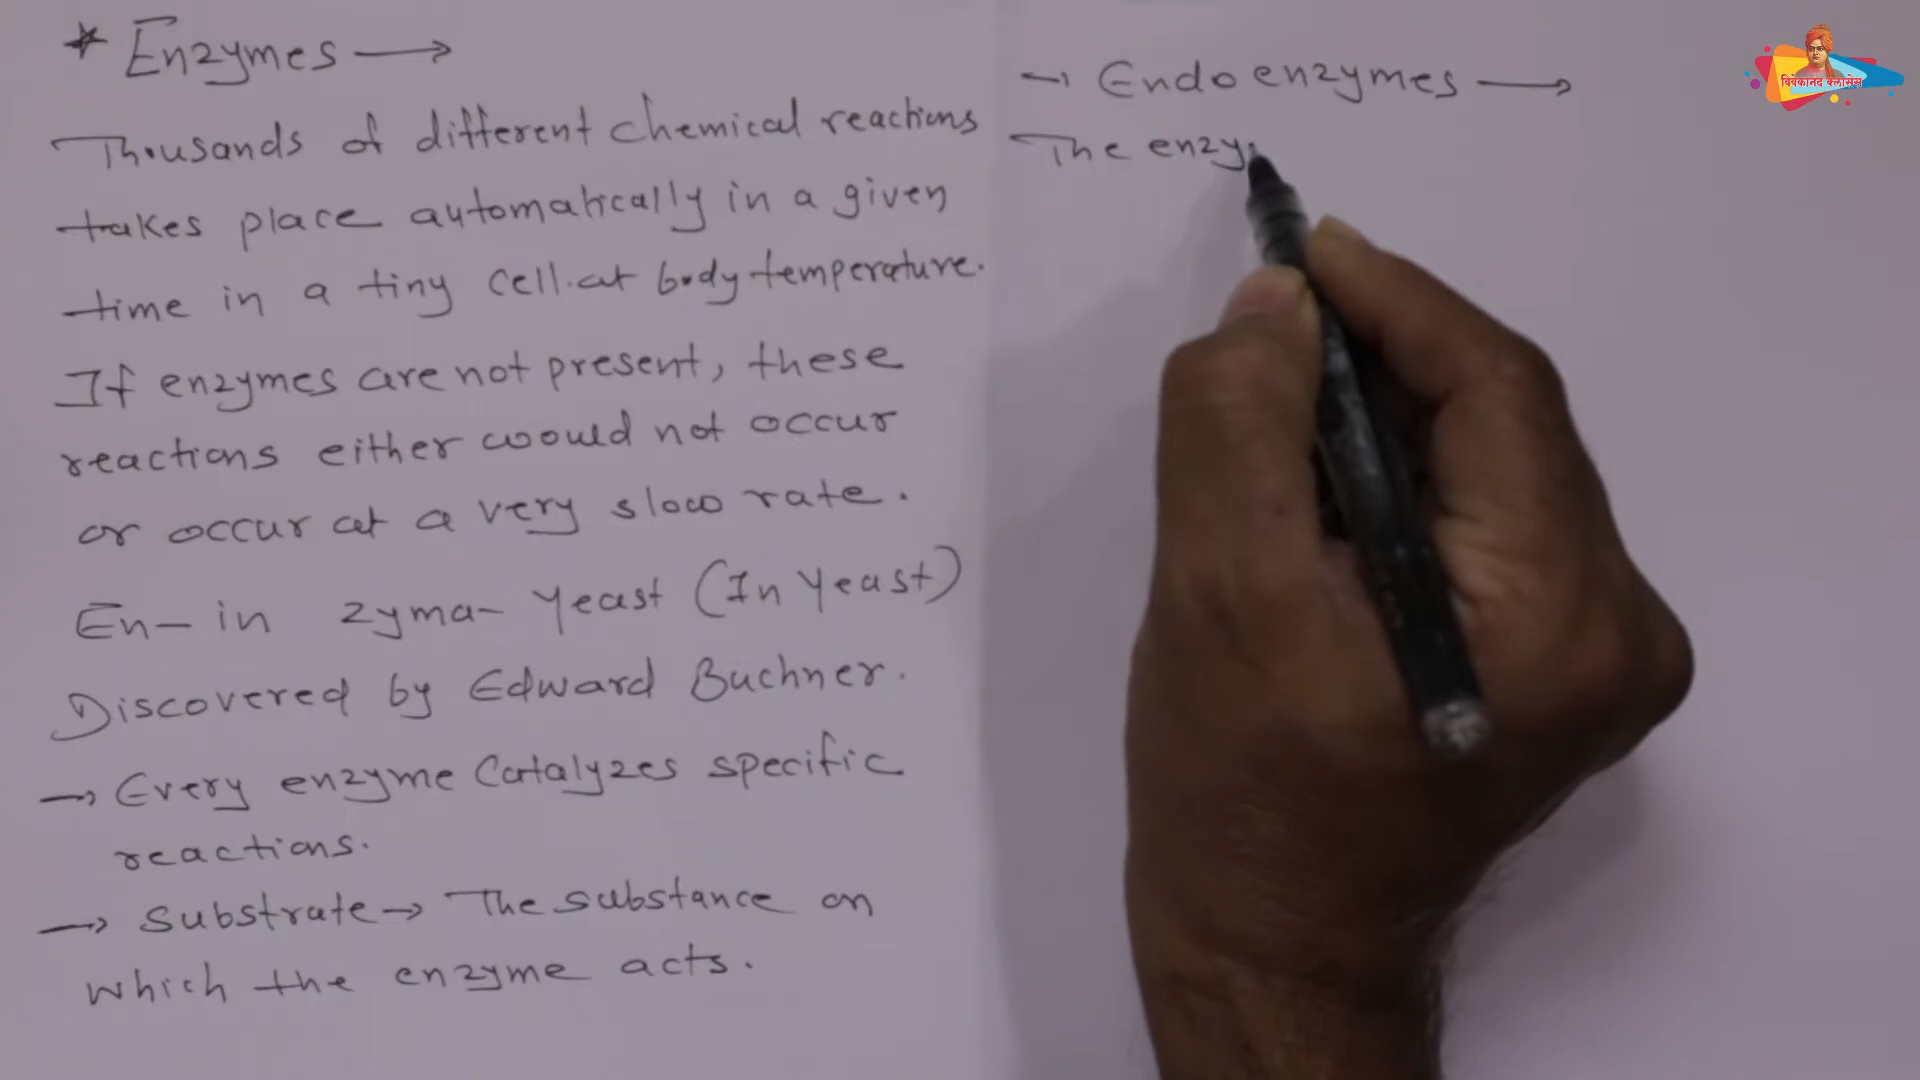 * Enzymes →
Thousands of different chemical reactions
takes place automatically in a given
time in a tiny cell.at body temperature.
If enzymes are not present, these
reactions either would not occur
or occur at a very slow rate.
En- in zyma- Yeast (In Yeast)
Discovered by Edward Buchner.
→ Every enzyme Catalyzes specific
reactions.
→ Substrate → The substance on
which the enzyme acts.
→ Endoenzymes →
The enzy
विवेकानंद क्लासेस